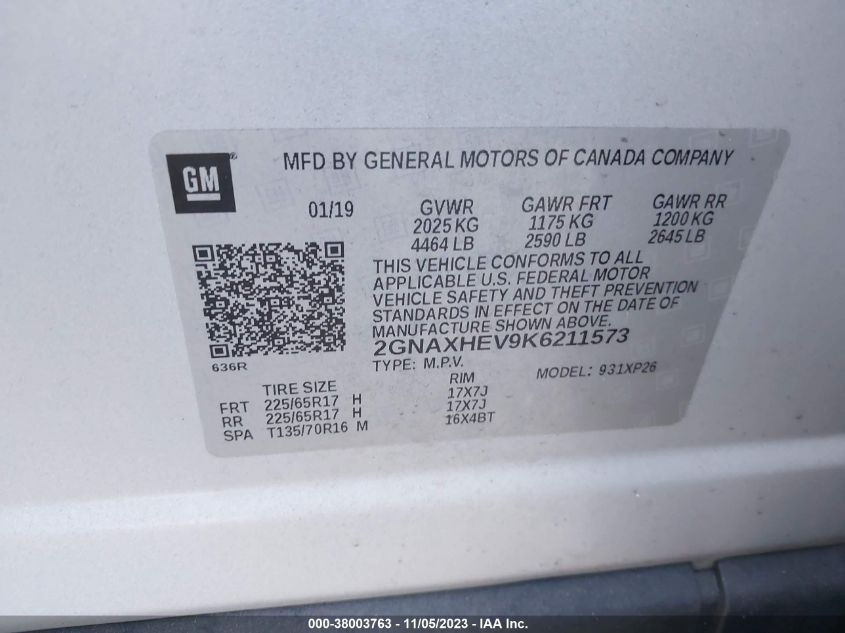 GM ®
MFD BY GENERAL MOTORS OF CANADA COMPANY
01/19 GVWR GAWR FRT GAWR RR
2025 KG 1175 KG 1200 KG
4464 LB 2590 LB 2645 LB
THIS VEHICLE CONFORMS TO ALL
APPLICABLE U.S. FEDERAL MOTOR
VEHICLE SAFETY AND THEFT PREVENTION
STANDARDS IN EFFECT ON THE DATE OF
MANUFACTURE SHOWN ABOVE.
2GNAXHEV9K6211573
636R TYPE: M.P.V. MODEL: 931XP26
TIRE SIZE RIM
FRT 225/65R17 H 17X7J
RR 225/65R17 H 17X7J
SPA T135/70R16 M 16X4BT
000-38003763 - 11/05/2023 - IAA Inc.